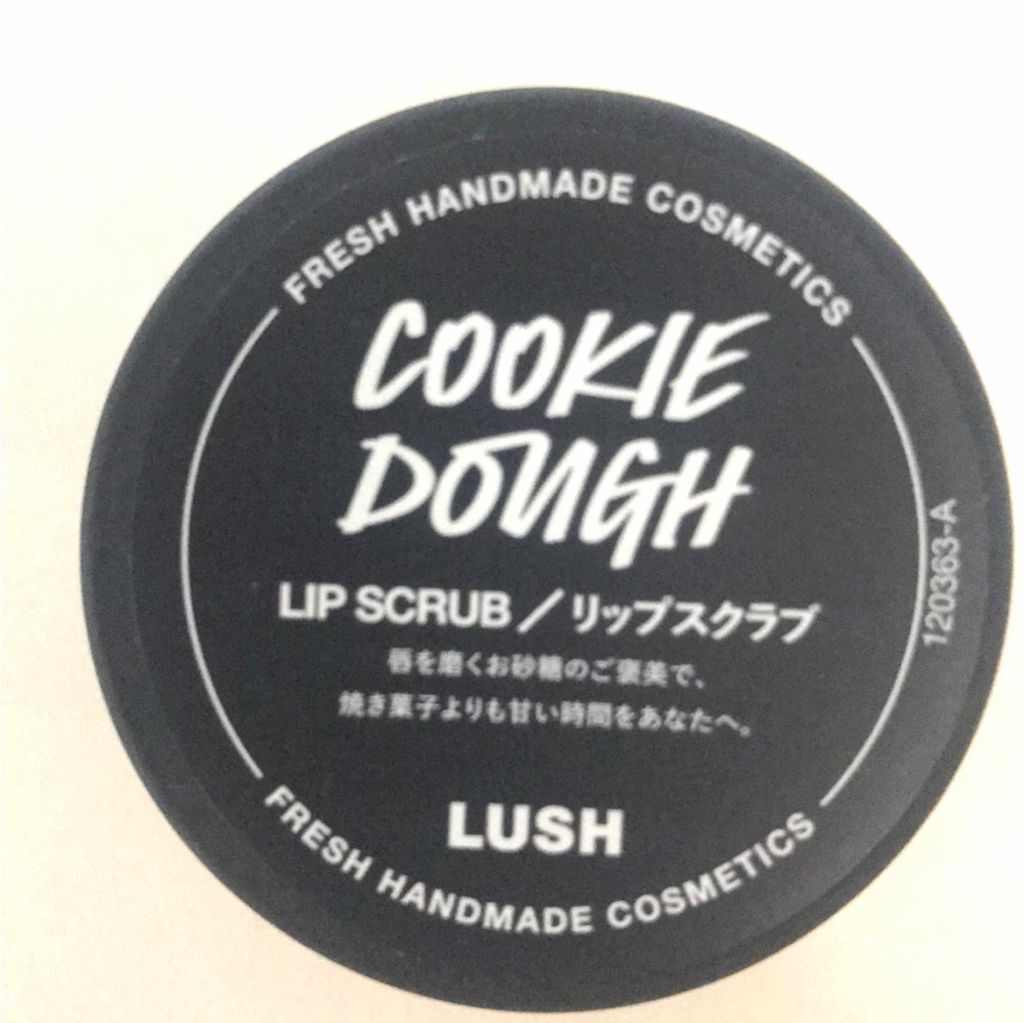 FRESH HANDMADE COSMETICS
COOKIE
DOUGH
LIP SCRUB／リップスクラブ
唇を磨くお砂糖のご褒美で、
焼き菓子よりも甘い時間をあなたへ。
LUSH
FRESH HANDMADE COSMETICS
120363-A